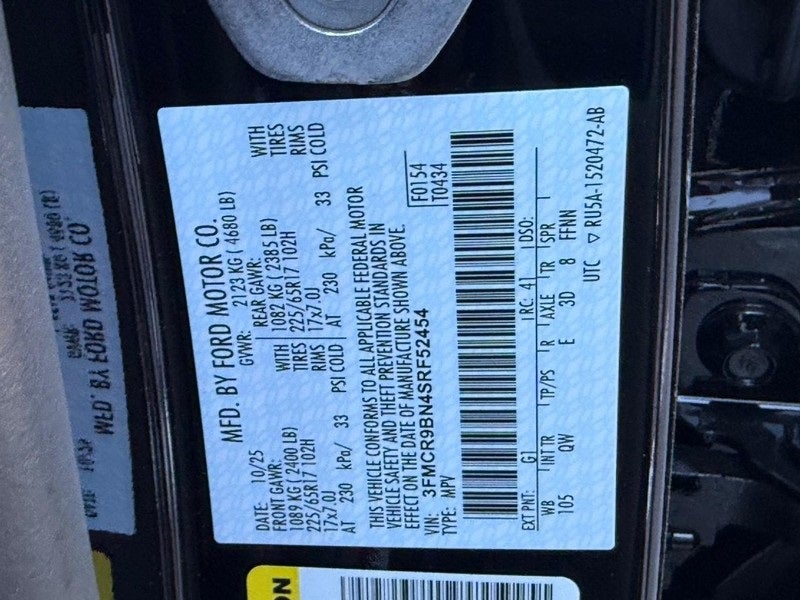 MFD. BY FORD MOTOR CO.
DATE: 10/25 GVWR: 2123 KG ( 4680 LB)
FRONT GAWR: REAR GAWR: WITH
1089 KG ( 2400 LB) WITH 1082 KG ( 2385 LB) TIRES
225/65R17 102H TIRES 225/65R17 102H RIMS
17x7.0J RIMS 17x7.0J PSI COLD
AT 230 kPa/ 33 PSI COLD AT 230 kPa/ 33
THIS VEHICLE CONFORMS TO ALL APPLICABLE FEDERAL MOTOR
VEHICLE SAFETY AND THEFT PREVENTION STANDARDS IN
EFFECT ON THE DATE OF MANUFACTURE SHOWN ABOVE.
VIN: 3FMCR9BN4SRF52454 F0154
TYPE: MPV T0434
EXT PNT: G1 RC: 41 DSO:
WB INT TR TP/PS R AXLE TR SPR
105 QW E 3D 8 FFNN
UTC ▽ RU5A-1520472-AB
MFD. BY FORD MOTOR CO.
ON